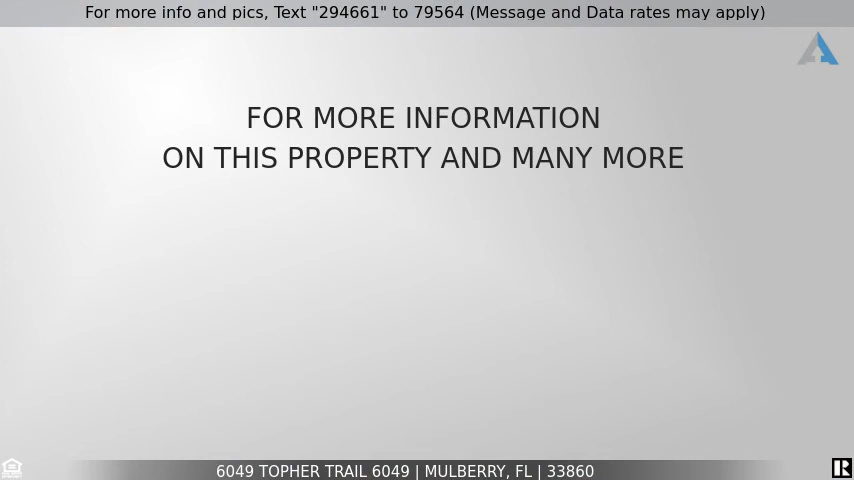 For more info and pics, Text "294661" to 79564 (Message and Data rates may apply)
FOR MORE INFORMATION
ON THIS PROPERTY AND MANY MORE
6049 TOPHER TRAIL 6049 | MULBERRY, FL | 33860